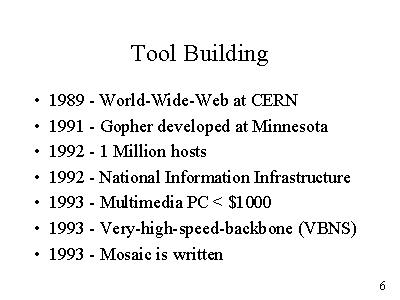 Tool Building
• 1989 - World-Wide-Web at CERN
• 1991 - Gopher developed at Minnesota
• 1992 - 1 Million hosts
• 1992 - National Information Infrastructure
• 1993 - Multimedia PC < $1000
• 1993 - Very-high-speed-backbone (VBNS)
• 1993 - Mosaic is written
6